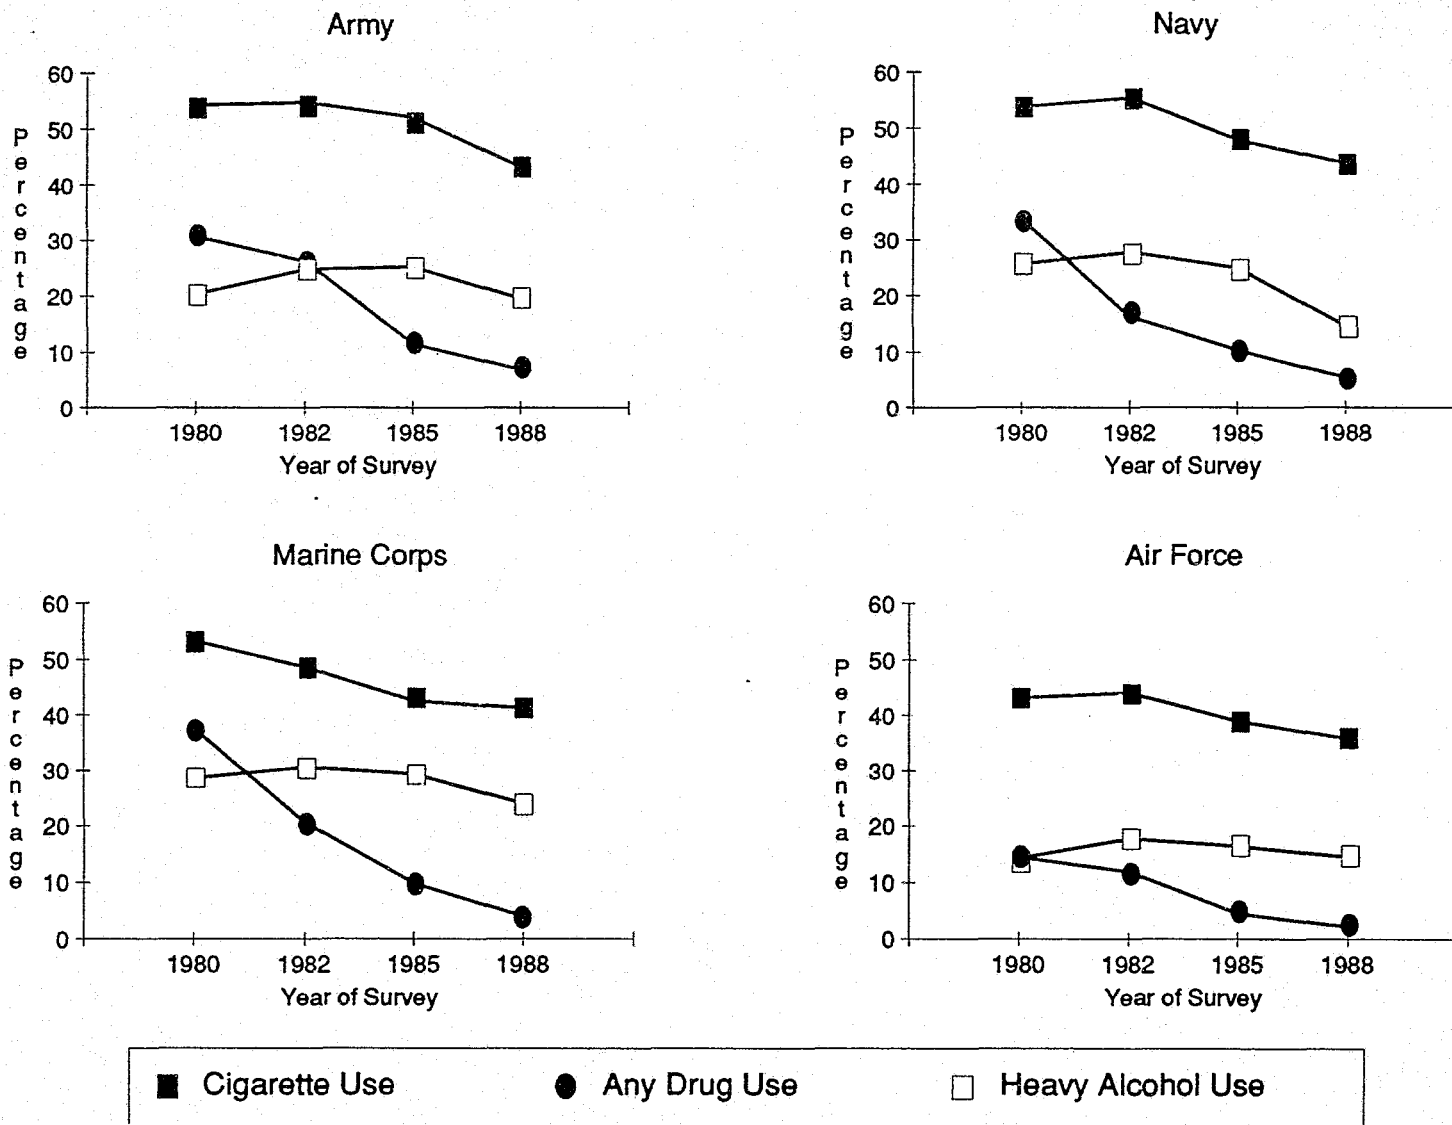 Army
60
50
40
30
20
10
0
Percentage
1980 1982 1985 1988
Year of Survey
Navy
60
50
40
30
20
10
0
Percentage
1980 1982 1985 1988
Year of Survey
Marine Corps
60
50
40
30
20
10
0
Percentage
1980 1982 1985 1988
Year of Survey
Air Force
60
50
40
30
20
10
0
Percentage
1980 1982 1985 1988
Year of Survey
Cigarette Use Any Drug Use Heavy Alcohol Use